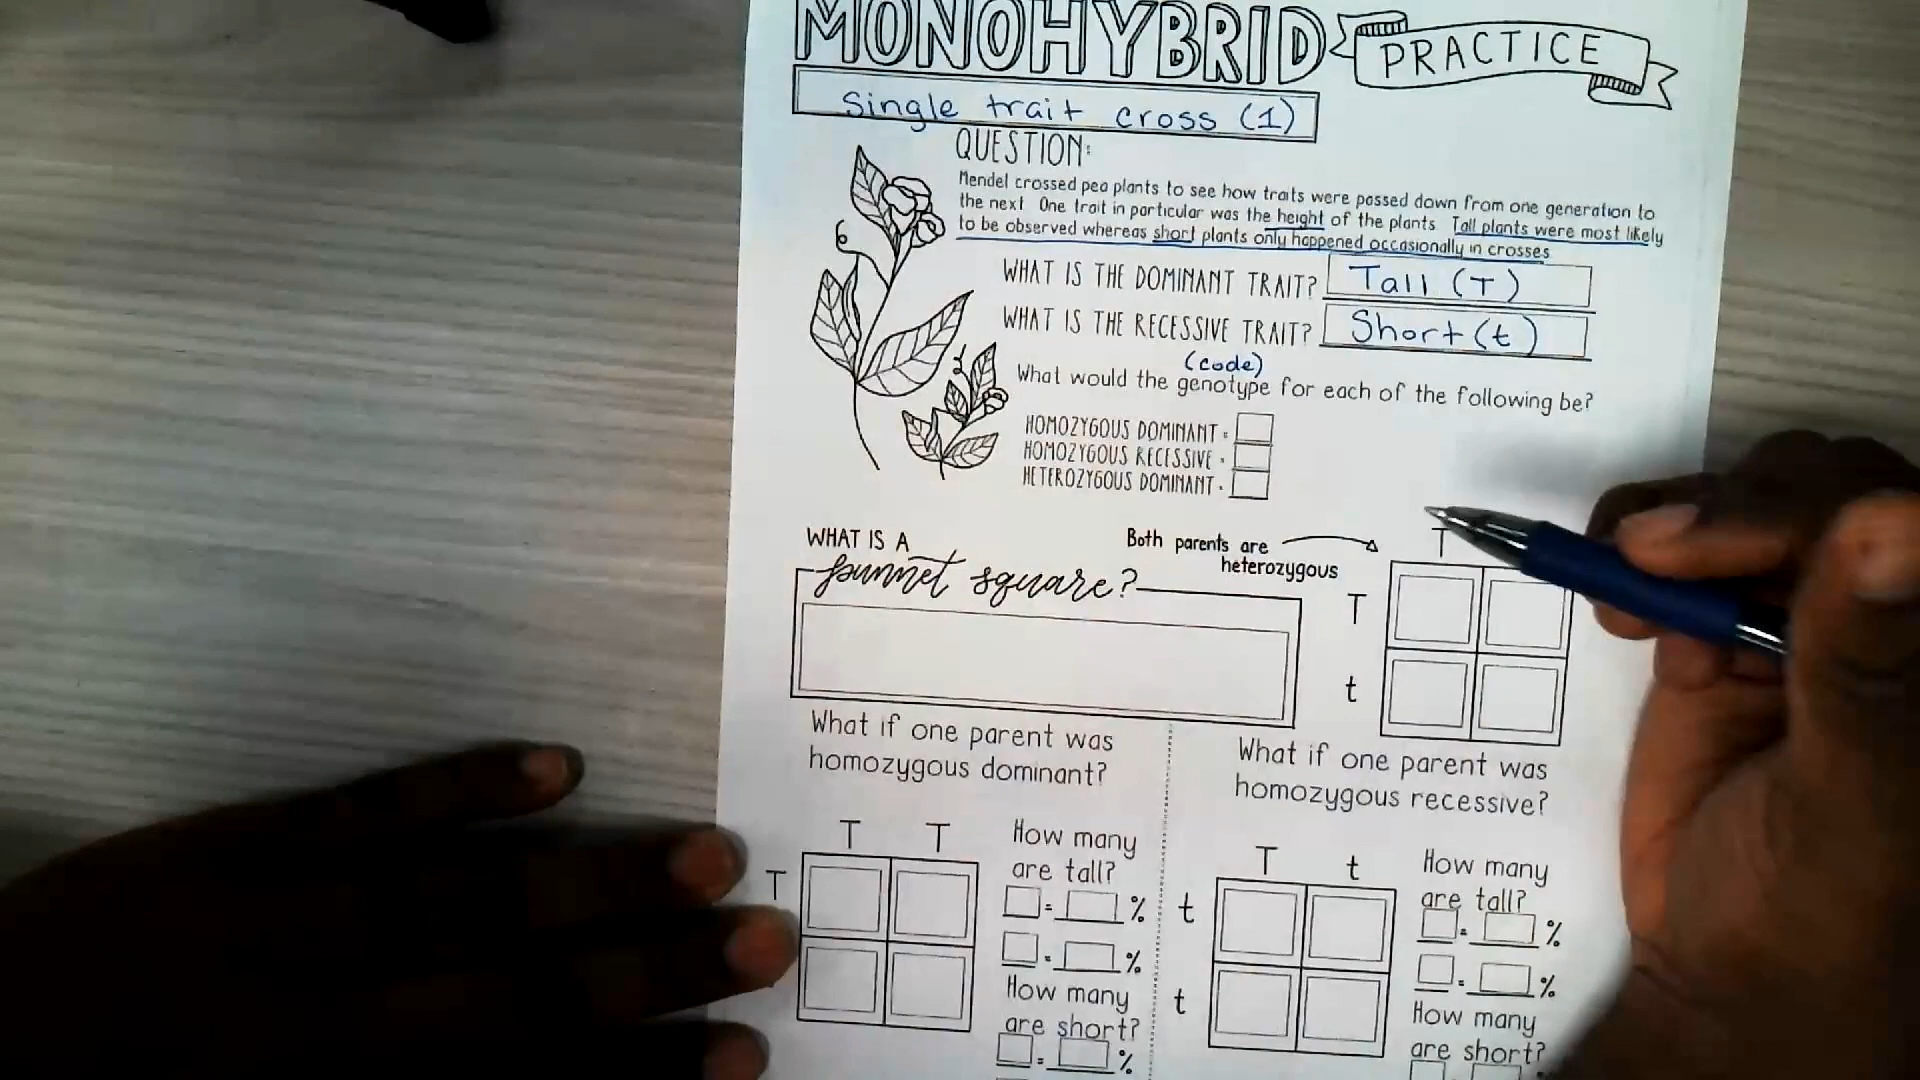 MONOHYBRID PRACTICE
Single trait cross (1)
QUESTION:
Mendel crossed pea plants to see how traits were passed down from one generation to
the next One trait in particular was the height of the plants Tall plants were most likely
to be observed whereas short plants only happened occasionally in crosses
WHAT IS THE DOMINANT TRAIT? Tall (T)
WHAT IS THE RECESSIVE TRAIT? Short (t)
(code)
What would the genotype for each of the following be?
HOMOZYGOUS DOMINANT =
HOMOZYGOUS RECESSIVE =
HETEROZYGOUS DOMINANT =
WHAT IS A
punnet square?
Both parents are
heterozygous
T
T
t
What if one parent was
homozygous dominant?
T T
T
How many
are tall?
= %
= %
How many
are short?
= %
What if one parent was
homozygous recessive?
T t
t
t
How many
are tall?
= %
= %
How many
are short?